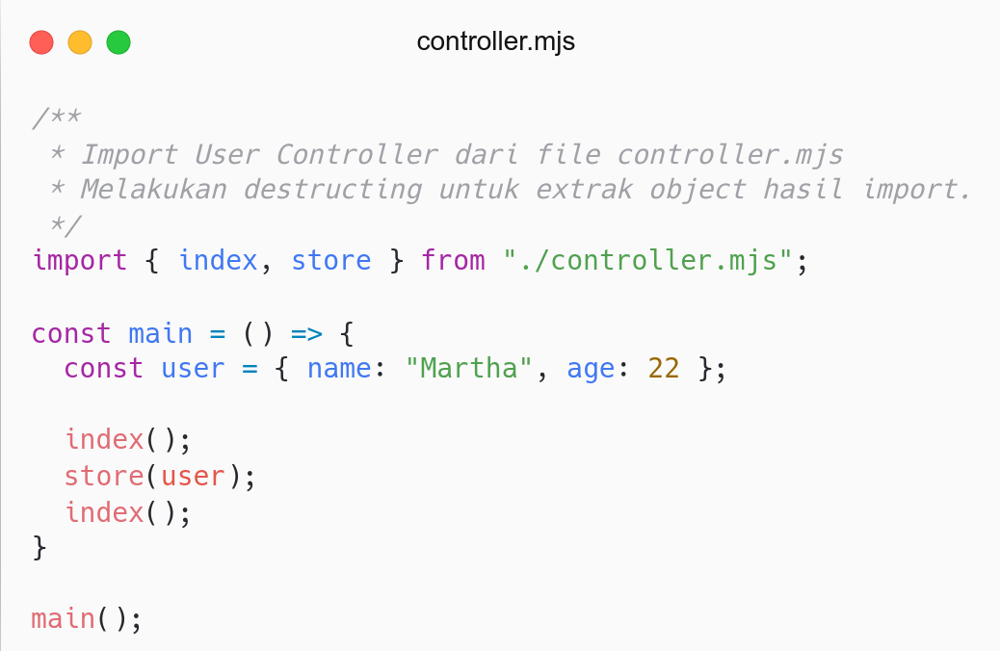 controller.mjs
/**
 * Import User Controller dari file controller.mjs
 * Melakukan destructing untuk extrak object hasil import.
 */
import { index, store } from "./controller.mjs";
const main = () => {
  const user = { name: "Martha", age: 22 };
  index();
  store(user);
  index();
}
main();